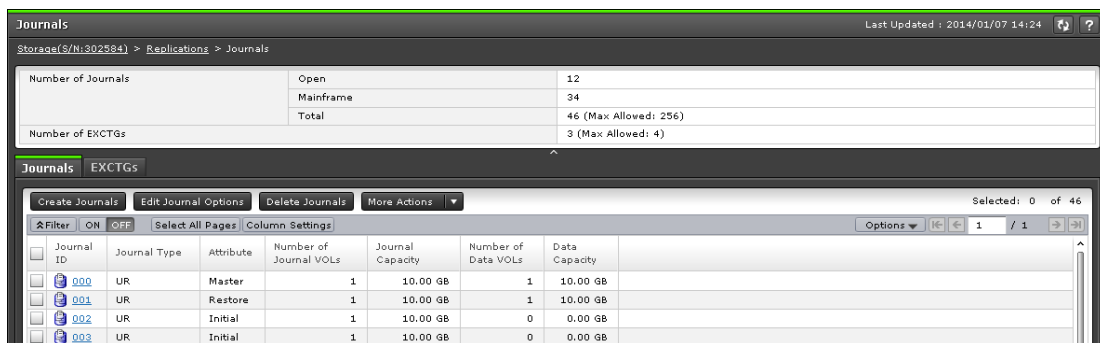 Journals Last Updated : 2014/01/07 14:24 ?
Storage(S/N:302584) > Replications > Journals
Number of Journals Open 12
Mainframe 34
Total 46 (Max Allowed: 256)
Number of EXCTGs 3 (Max Allowed: 4)
Journals EXCTGs
Create Journals Edit Journal Options Delete Journals More Actions Selected: 0 of 46
Filter ON OFF Select All Pages Column Settings Options 1 / 1
Journal ID Journal Type Attribute Number of Journal VOLs Journal Capacity Number of Data VOLs Data Capacity
000 UR Master 1 10.00 GB 1 10.00 GB
001 UR Restore 1 10.00 GB 1 10.00 GB
002 UR Initial 1 10.00 GB 0 0.00 GB
003 UR Initial 1 10.00 GB 0 0.00 GB